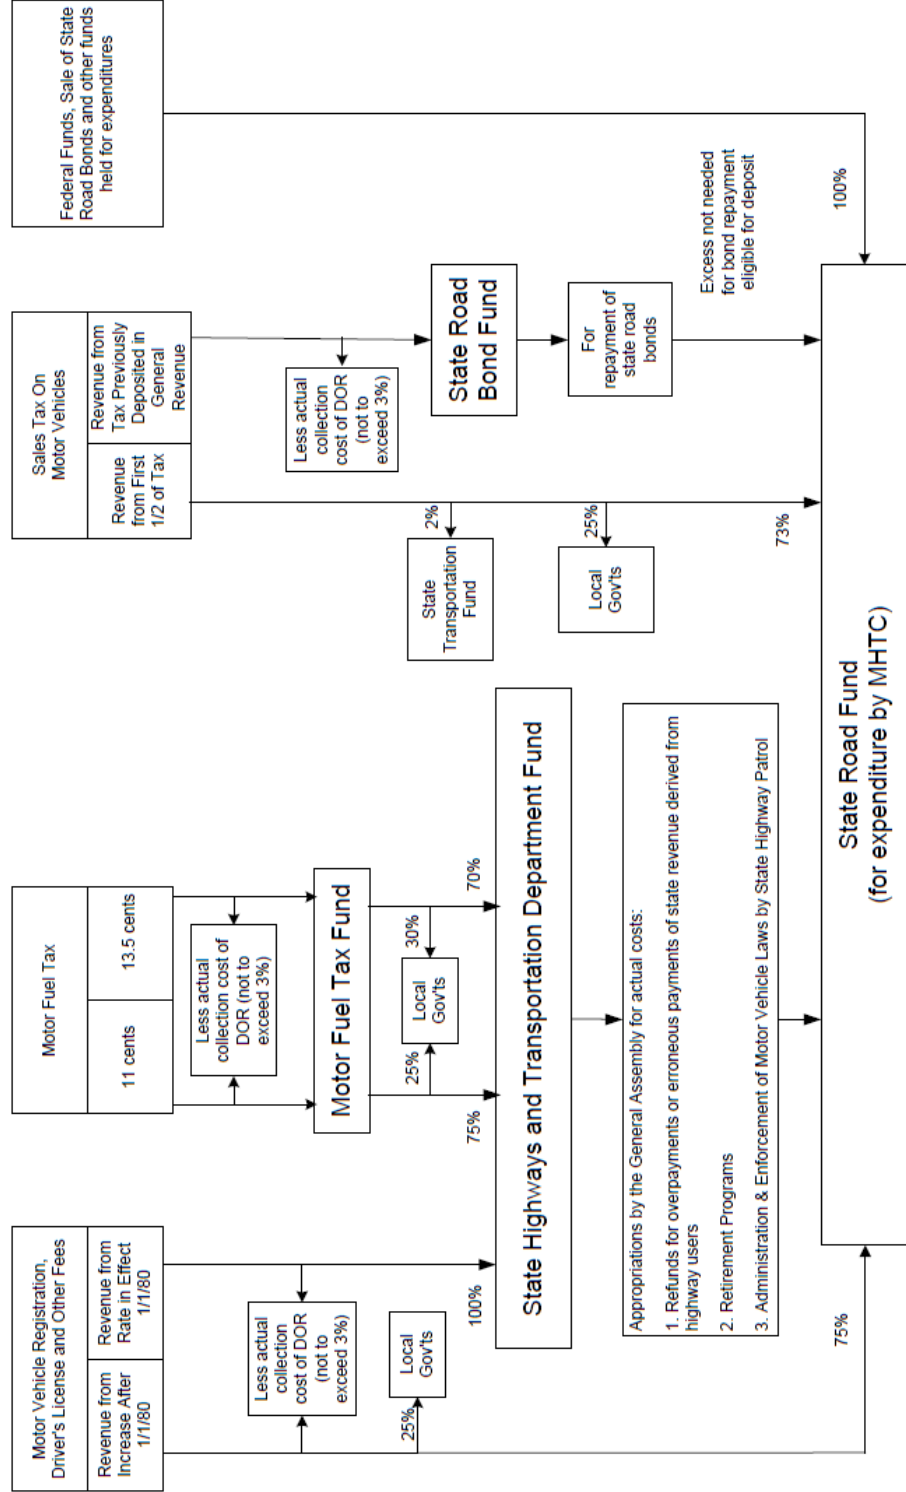 Motor Vehicle Registration,
Driver's License and Other Fees
Revenue from
Increase After
1/1/80
Revenue from
Rate in Effect
1/1/80
Less actual
collection
cost of DOR
(not to
exceed 3%)
25%
Local
Gov'ts
100%
Motor Fuel Tax
11 cents
13.5 cents
Less actual
collection cost of
DOR (not to
exceed 3%)
Motor Fuel Tax Fund
25%
Local
Gov'ts
30%
75%
70%
State Highways and Transportation Department Fund
Appropriations by the General Assembly for actual costs:
1. Refunds for overpayments or erroneous payments of state revenue derived from
highway users
2. Retirement Programs
3. Administration & Enforcement of Motor Vehicle Laws by State Highway Patrol
Sales Tax On
Motor Vehicles
Revenue
from First
1/2 of Tax
Revenue from
Tax Previously
Deposited in
General
Revenue
Less actual
collection
cost of DOR
(not to
exceed 3%)
State
Transportation
Fund
2%
State Road
Bond Fund
Local
Gov'ts
25%
For
repayment of
state road
bonds
73%
Excess not needed
for bond repayment
eligible for deposit
Federal Funds, Sale of State
Road Bonds and other funds
held for expenditures
100%
75%
State Road Fund
(for expenditure by MHTC)